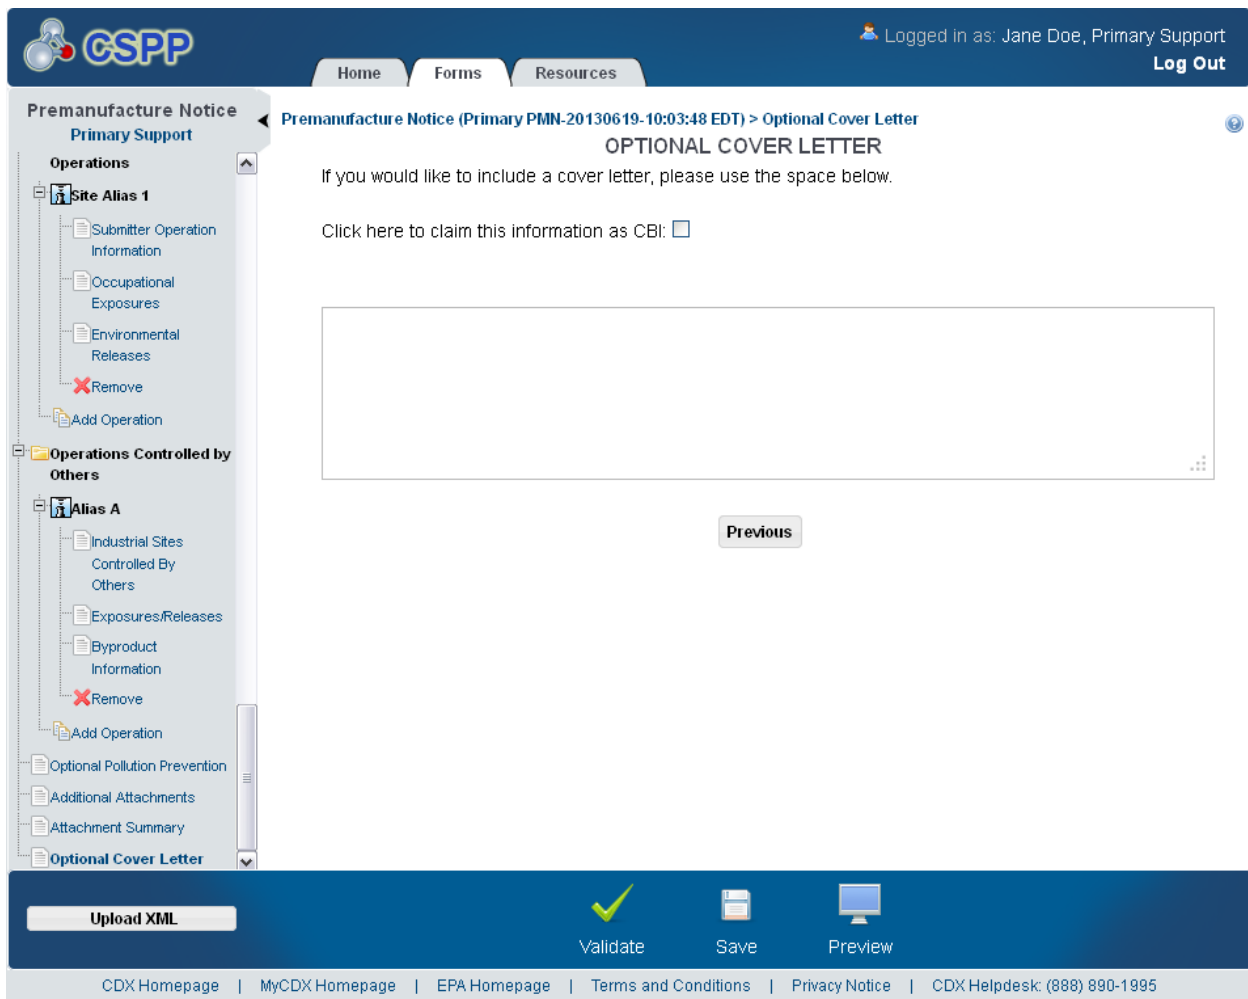 CSPP
Logged in as: Jane Doe, Primary Support
Log Out
Home
Forms
Resources
Premanufacture Notice
Primary Support
Operations
Site Alias 1
Submitter Operation
Information
Occupational
Exposures
Environmental
Releases
Remove
Add Operation
Operations Controlled by
Others
Alias A
Industrial Sites
Controlled By
Others
Exposures/Releases
Byproduct
Information
Remove
Add Operation
Optional Pollution Prevention
Additional Attachments
Attachment Summary
Optional Cover Letter
Premanufacture Notice (Primary PMN-20130619-10:03:48 EDT) > Optional Cover Letter
OPTIONAL COVER LETTER
If you would like to include a cover letter, please use the space below.
Click here to claim this information as CBI:
Previous
Upload XML
Validate
Save
Preview
CDX Homepage | MyCDX Homepage | EPA Homepage | Terms and Conditions | Privacy Notice | CDX Helpdesk: (888) 890-1995